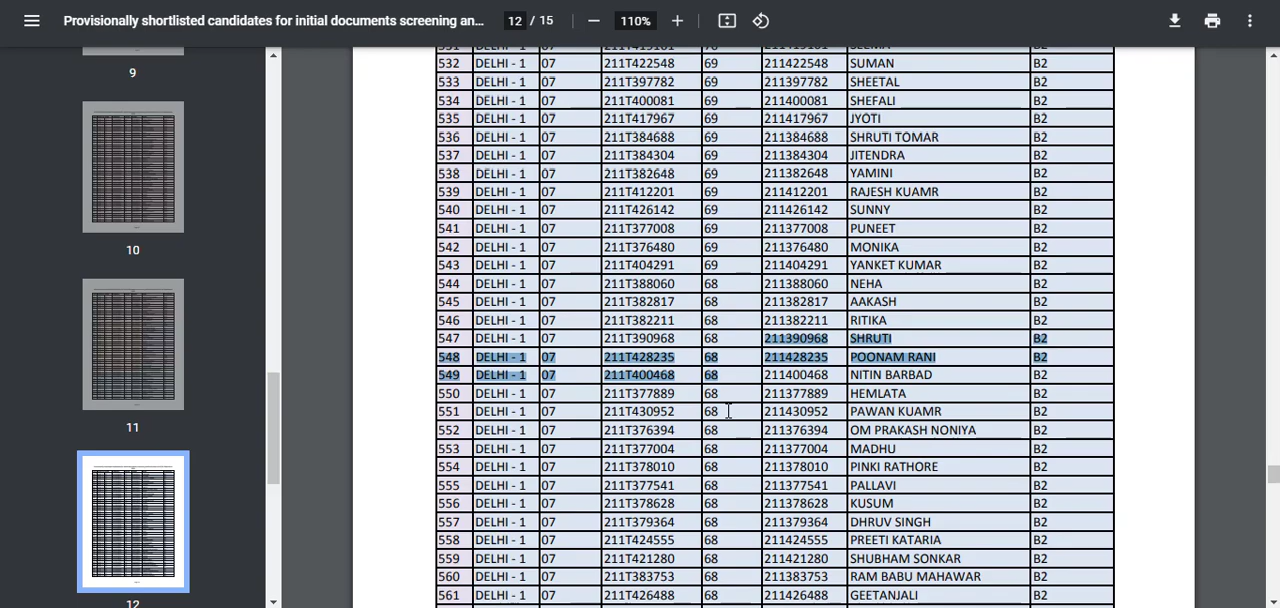 Provisionally shortlisted candidates for initial documents screening an...
12 / 15
110%
9
10
11
12
532 DELHI - 1 07 211T422548 69 211422548 SUMAN B2
533 DELHI - 1 07 211T397782 69 211397782 SHEETAL B2
534 DELHI - 1 07 211T400081 69 211400081 SHEFALI B2
535 DELHI - 1 07 211T417967 69 211417967 JYOTI B2
536 DELHI - 1 07 211T384688 69 211384688 SHRUTI TOMAR B2
537 DELHI - 1 07 211T384304 69 211384304 JITENDRA B2
538 DELHI - 1 07 211T382648 69 211382648 YAMINI B2
539 DELHI - 1 07 211T412201 69 211412201 RAJESH KUAMR B2
540 DELHI - 1 07 211T426142 69 211426142 SUNNY B2
541 DELHI - 1 07 211T377008 69 211377008 PUNEET B2
542 DELHI - 1 07 211T376480 69 211376480 MONIKA B2
543 DELHI - 1 07 211T404291 69 211404291 YANKET KUMAR B2
544 DELHI - 1 07 211T388060 68 211388060 NEHA B2
545 DELHI - 1 07 211T382817 68 211382817 AAKASH B2
546 DELHI - 1 07 211T382211 68 211382211 RITIKA B2
547 DELHI - 1 07 211T390968 68 211390968 SHRUTI B2
548 DELHI - 1 07 211T428235 68 211428235 POONAM RANI B2
549 DELHI - 1 07 211T400468 68 211400468 NITIN BARBAD B2
550 DELHI - 1 07 211T377889 68 211377889 HEMLATA B2
551 DELHI - 1 07 211T430952 68 211430952 PAWAN KUAMR B2
552 DELHI - 1 07 211T376394 68 211376394 OM PRAKASH NONIYA B2
553 DELHI - 1 07 211T377004 68 211377004 MADHU B2
554 DELHI - 1 07 211T378010 68 211378010 PINKI RATHORE B2
555 DELHI - 1 07 211T377541 68 211377541 PALLAVI B2
556 DELHI - 1 07 211T378628 68 211378628 KUSUM B2
557 DELHI - 1 07 211T379364 68 211379364 DHRUV SINGH B2
558 DELHI - 1 07 211T424555 68 211424555 PREETI KATARIA B2
559 DELHI - 1 07 211T421280 68 211421280 SHUBHAM SONKAR B2
560 DELHI - 1 07 211T383753 68 211383753 RAM BABU MAHAWAR B2
561 DELHI - 1 07 211T426488 68 211426488 GEETANJALI B2